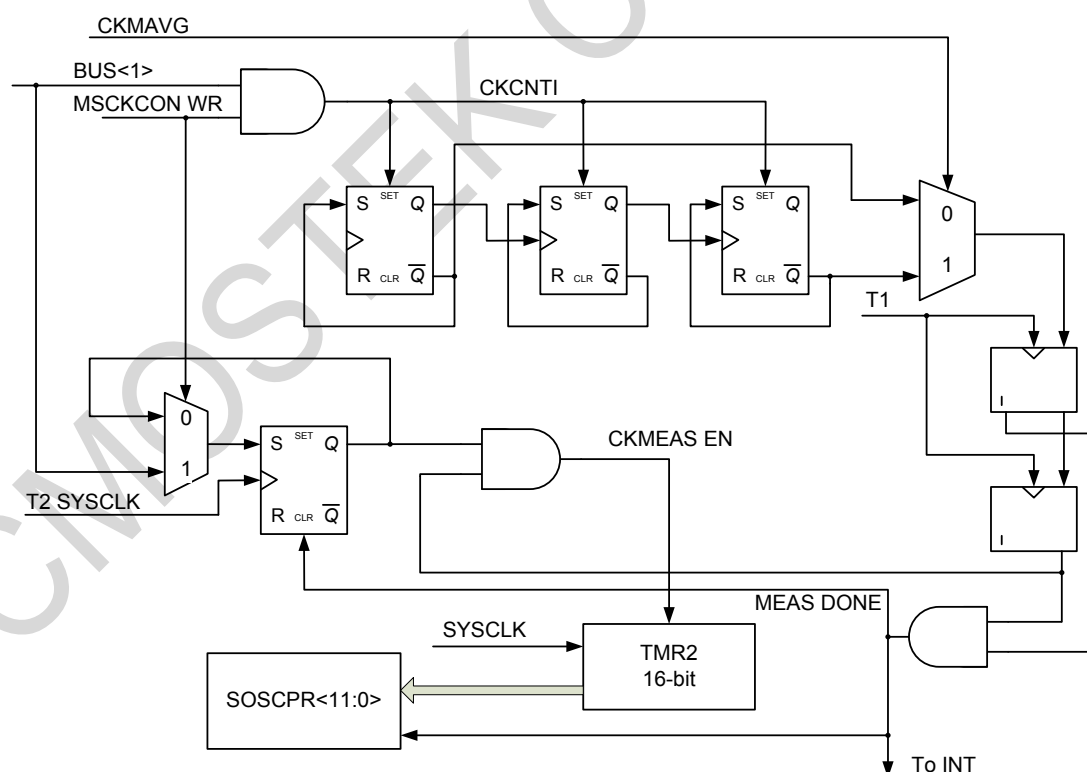 CKMAVG
BUS<1>
MSCKCON WR
CKCNTI
S SET Q
R CLR Q
S SET Q
R CLR Q
S SET Q
R CLR Q
0
1
T1
I
0
1
S SET Q
R CLR Q
T2 SYSCLK
CKMEAS EN
I
MEAS DONE
SYSCLK
TMR2
16-bit
SOSCPR<11:0>
To INT
CMOSTEK